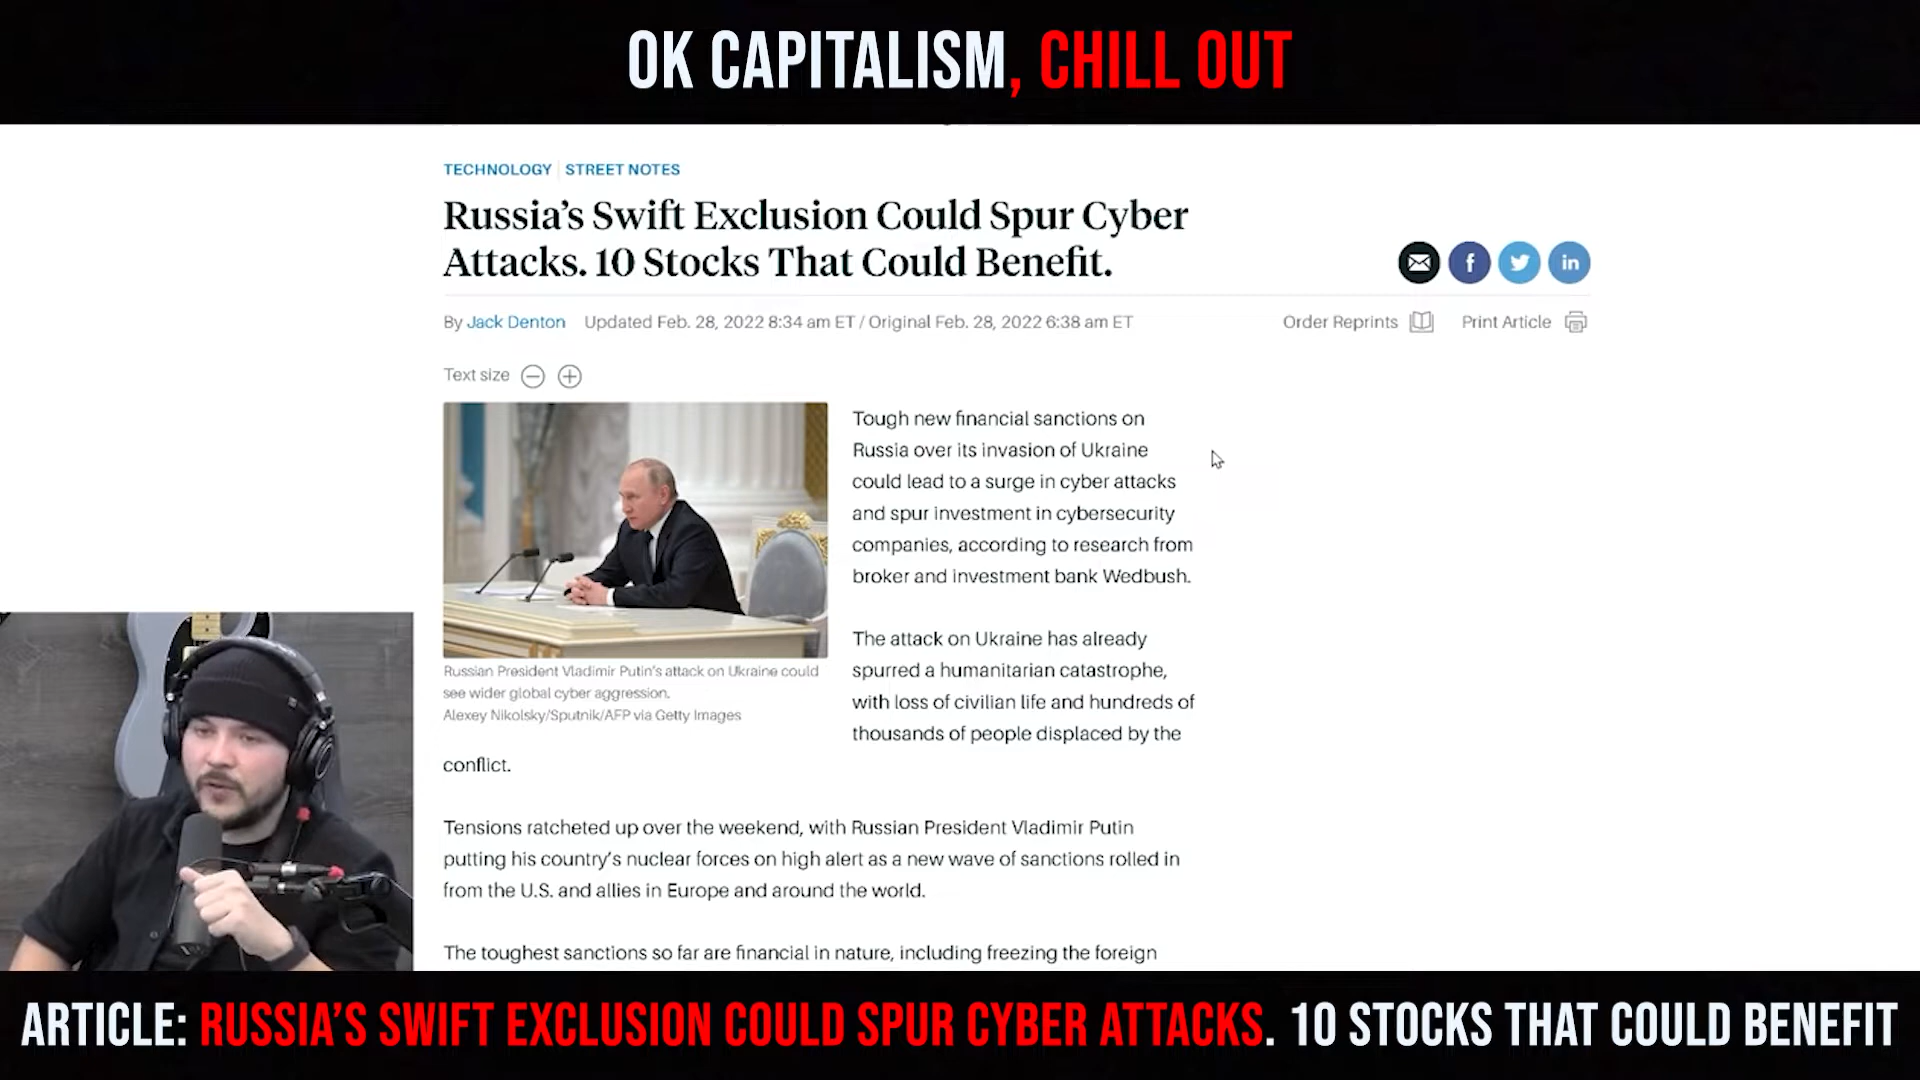 OK CAPITALISM, CHILL OUT
TECHNOLOGY STREET NOTES
Russia's Swift Exclusion Could Spur Cyber
Attacks. 10 Stocks That Could Benefit.
f
in
By Jack Denton Updated Feb. 28, 2022 8:34 am ET / Original Feb. 28, 2022 6:38 am ET
Order Reprints Print Article
Text size
Tough new financial sanctions on
Russia over its invasion of Ukraine
could lead to a surge in cyber attacks
and spur investment in cybersecurity
companies, according to research from
broker and investment bank Wedbush.
Russian President Vladimir Putin's attack on Ukraine could
see wider global cyber aggression.
Alexey Nikolsky/Sputnik/AFP via Getty Images
The attack on Ukraine has already
spurred a humanitarian catastrophe,
with loss of civilian life and hundreds of
thousands of people displaced by the
conflict.
Tensions ratcheted up over the weekend, with Russian President Vladimir Putin
putting his country's nuclear forces on high alert as a new wave of sanctions rolled in
from the U.S. and allies in Europe and around the world.
The toughest sanctions so far are financial in nature, including freezing the foreign
ARTICLE: RUSSIA'S SWIFT EXCLUSION COULD SPUR CYBER ATTACKS. 10 STOCKS THAT COULD BENEFIT